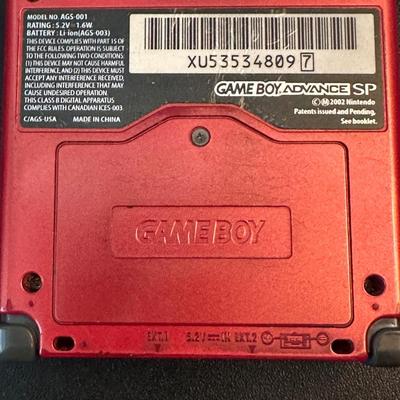 MODEL NO. AGS-001
RATING : 5.2V ⎓ 1.6W
BATTERY : Li-ion(AGS-003)
THIS DEVICE COMPLIES WITH PART 15 OF
THE FCC RULES. OPERATION IS SUBJECT
TO THE FOLLOWING TWO CONDITIONS:
(1) THIS DEVICE MAY NOT CAUSE HARMFUL
INTERFERENCE, AND (2) THIS DEVICE MUST
ACCEPT ANY INTERFERENCE RECEIVED,
INCLUDING INTERFERENCE THAT MAY
CAUSE UNDESIRED OPERATION.
THIS CLASS B DIGITAL APPARATUS
COMPLIES WITH CANADIAN ICES-003.
C/AGS-USA MADE IN CHINA
XU53534809 7
GAME BOY ADVANCE SP
©Ⓜ 2002 Nintendo
Patents issued and Pending,
See booklet.
GAME BOY
EXT.1 5.2V ⎓ IN EXT.2